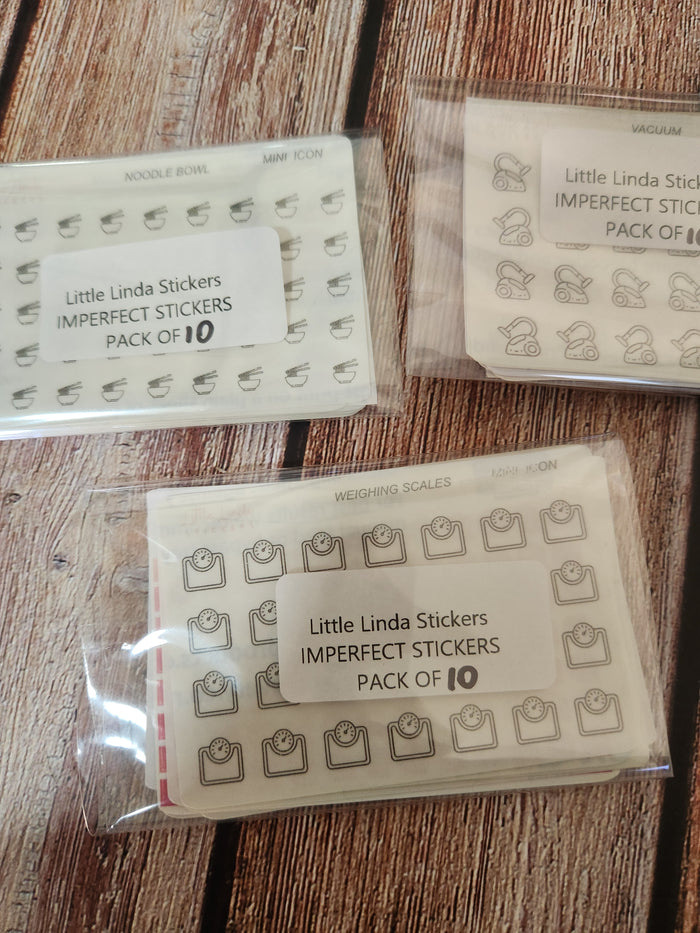 NOODLE BOWL
MINI ICON
Little Linda Stickers
IMPERFECT STICKERS
PACK OF 10
VACUUM
Little Linda Stick
IMPERFECT STIC
PACK OF 10
WEIGHING SCALES
MINI ICON
Little Linda Stickers
IMPERFECT STICKERS
PACK OF 10